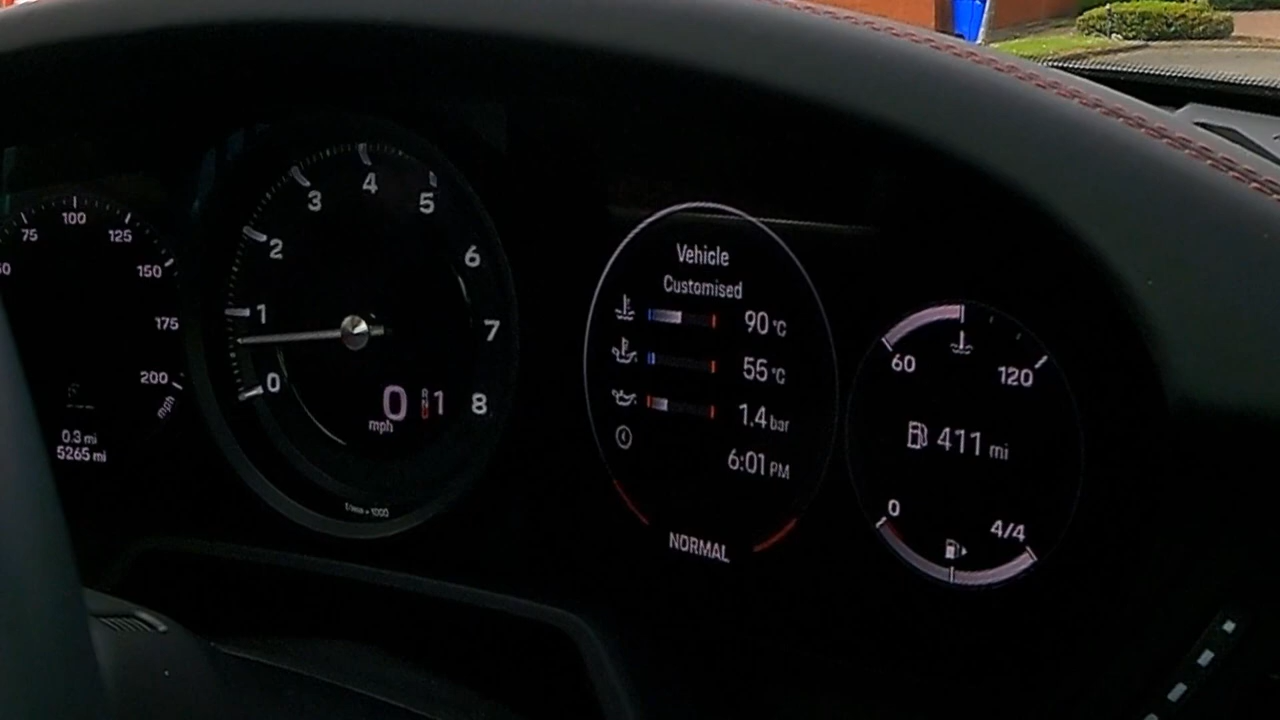 75
100
125
150
175
200
mph
0.3 mi
5265 mi
0
1
2
3
4
5
6
7
8
0
mph
R
N
1
Vehicle
Customised
90 °C
55 °C
1.4 bar
6:01 PM
NORMAL
60
120
411 mi
0
4/4